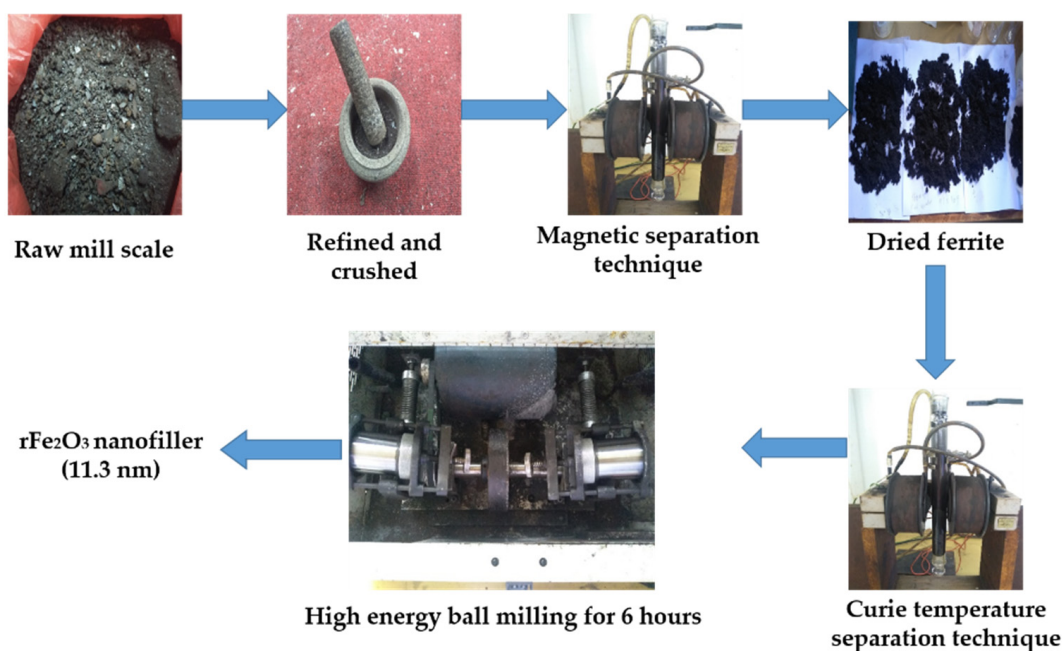 Raw mill scale
Refined and
crushed
Magnetic separation
technique
Dried ferrite
Curie temperature
separation technique
High energy ball milling for 6 hours
rFe₂O₃ nanofiller
(11.3 nm)